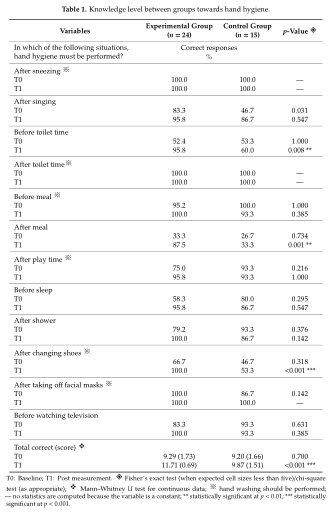 Table 1. Knowledge level between groups towards hand hygiene.
Variables Experimental Group (n = 24) Control Group (n = 15) p-Value ※
In which of the following situations, hand hygiene must be performed? Correct responses %
After sneezing ※
T0 100.0 100.0 —
T1 100.0 100.0 —
After singing
T0 83.3 46.7 0.031
T1 95.8 86.7 0.547
Before toilet time
T0 52.4 53.3 1.000
T1 95.8 60.0 0.008 **
After toilet time ※
T0 100.0 100.0 —
T1 100.0 100.0 —
Before meal ※
T0 95.2 100.0 1.000
T1 100.0 93.3 0.385
After meal
T0 33.3 26.7 0.734
T1 87.5 33.3 0.001 **
After play time ※
T0 75.0 93.3 0.216
T1 95.8 93.3 1.000
Before sleep
T0 58.3 80.0 0.295
T1 95.8 86.7 0.547
After shower
T0 79.2 93.3 0.376
T1 100.0 86.7 0.142
After changing shoes ※
T0 66.7 46.7 0.318
T1 100.0 53.3 <0.001 ***
After taking off facial masks ※
T0 100.0 86.7 0.142
T1 100.0 100.0 —
Before watching television
T0 83.3 93.3 0.631
T1 100.0 93.3 0.385
Total correct (score) ❖
T0 9.29 (1.73) 9.20 (1.66) 0.700
T1 11.71 (0.69) 9.87 (1.51) <0.001 ***
T0: Baseline; T1: Post measurement. ※ Fisher's exact test (when expected cell sizes less than five)/chi-square
test (as appropriate); ❖ Mann–Whitney U test for continuous data; ※ hand washing should be performed;
— no statistics are computed because the variable is a constant; ** statistically significant at p < 0.01; *** statistically
significant at p < 0.001.